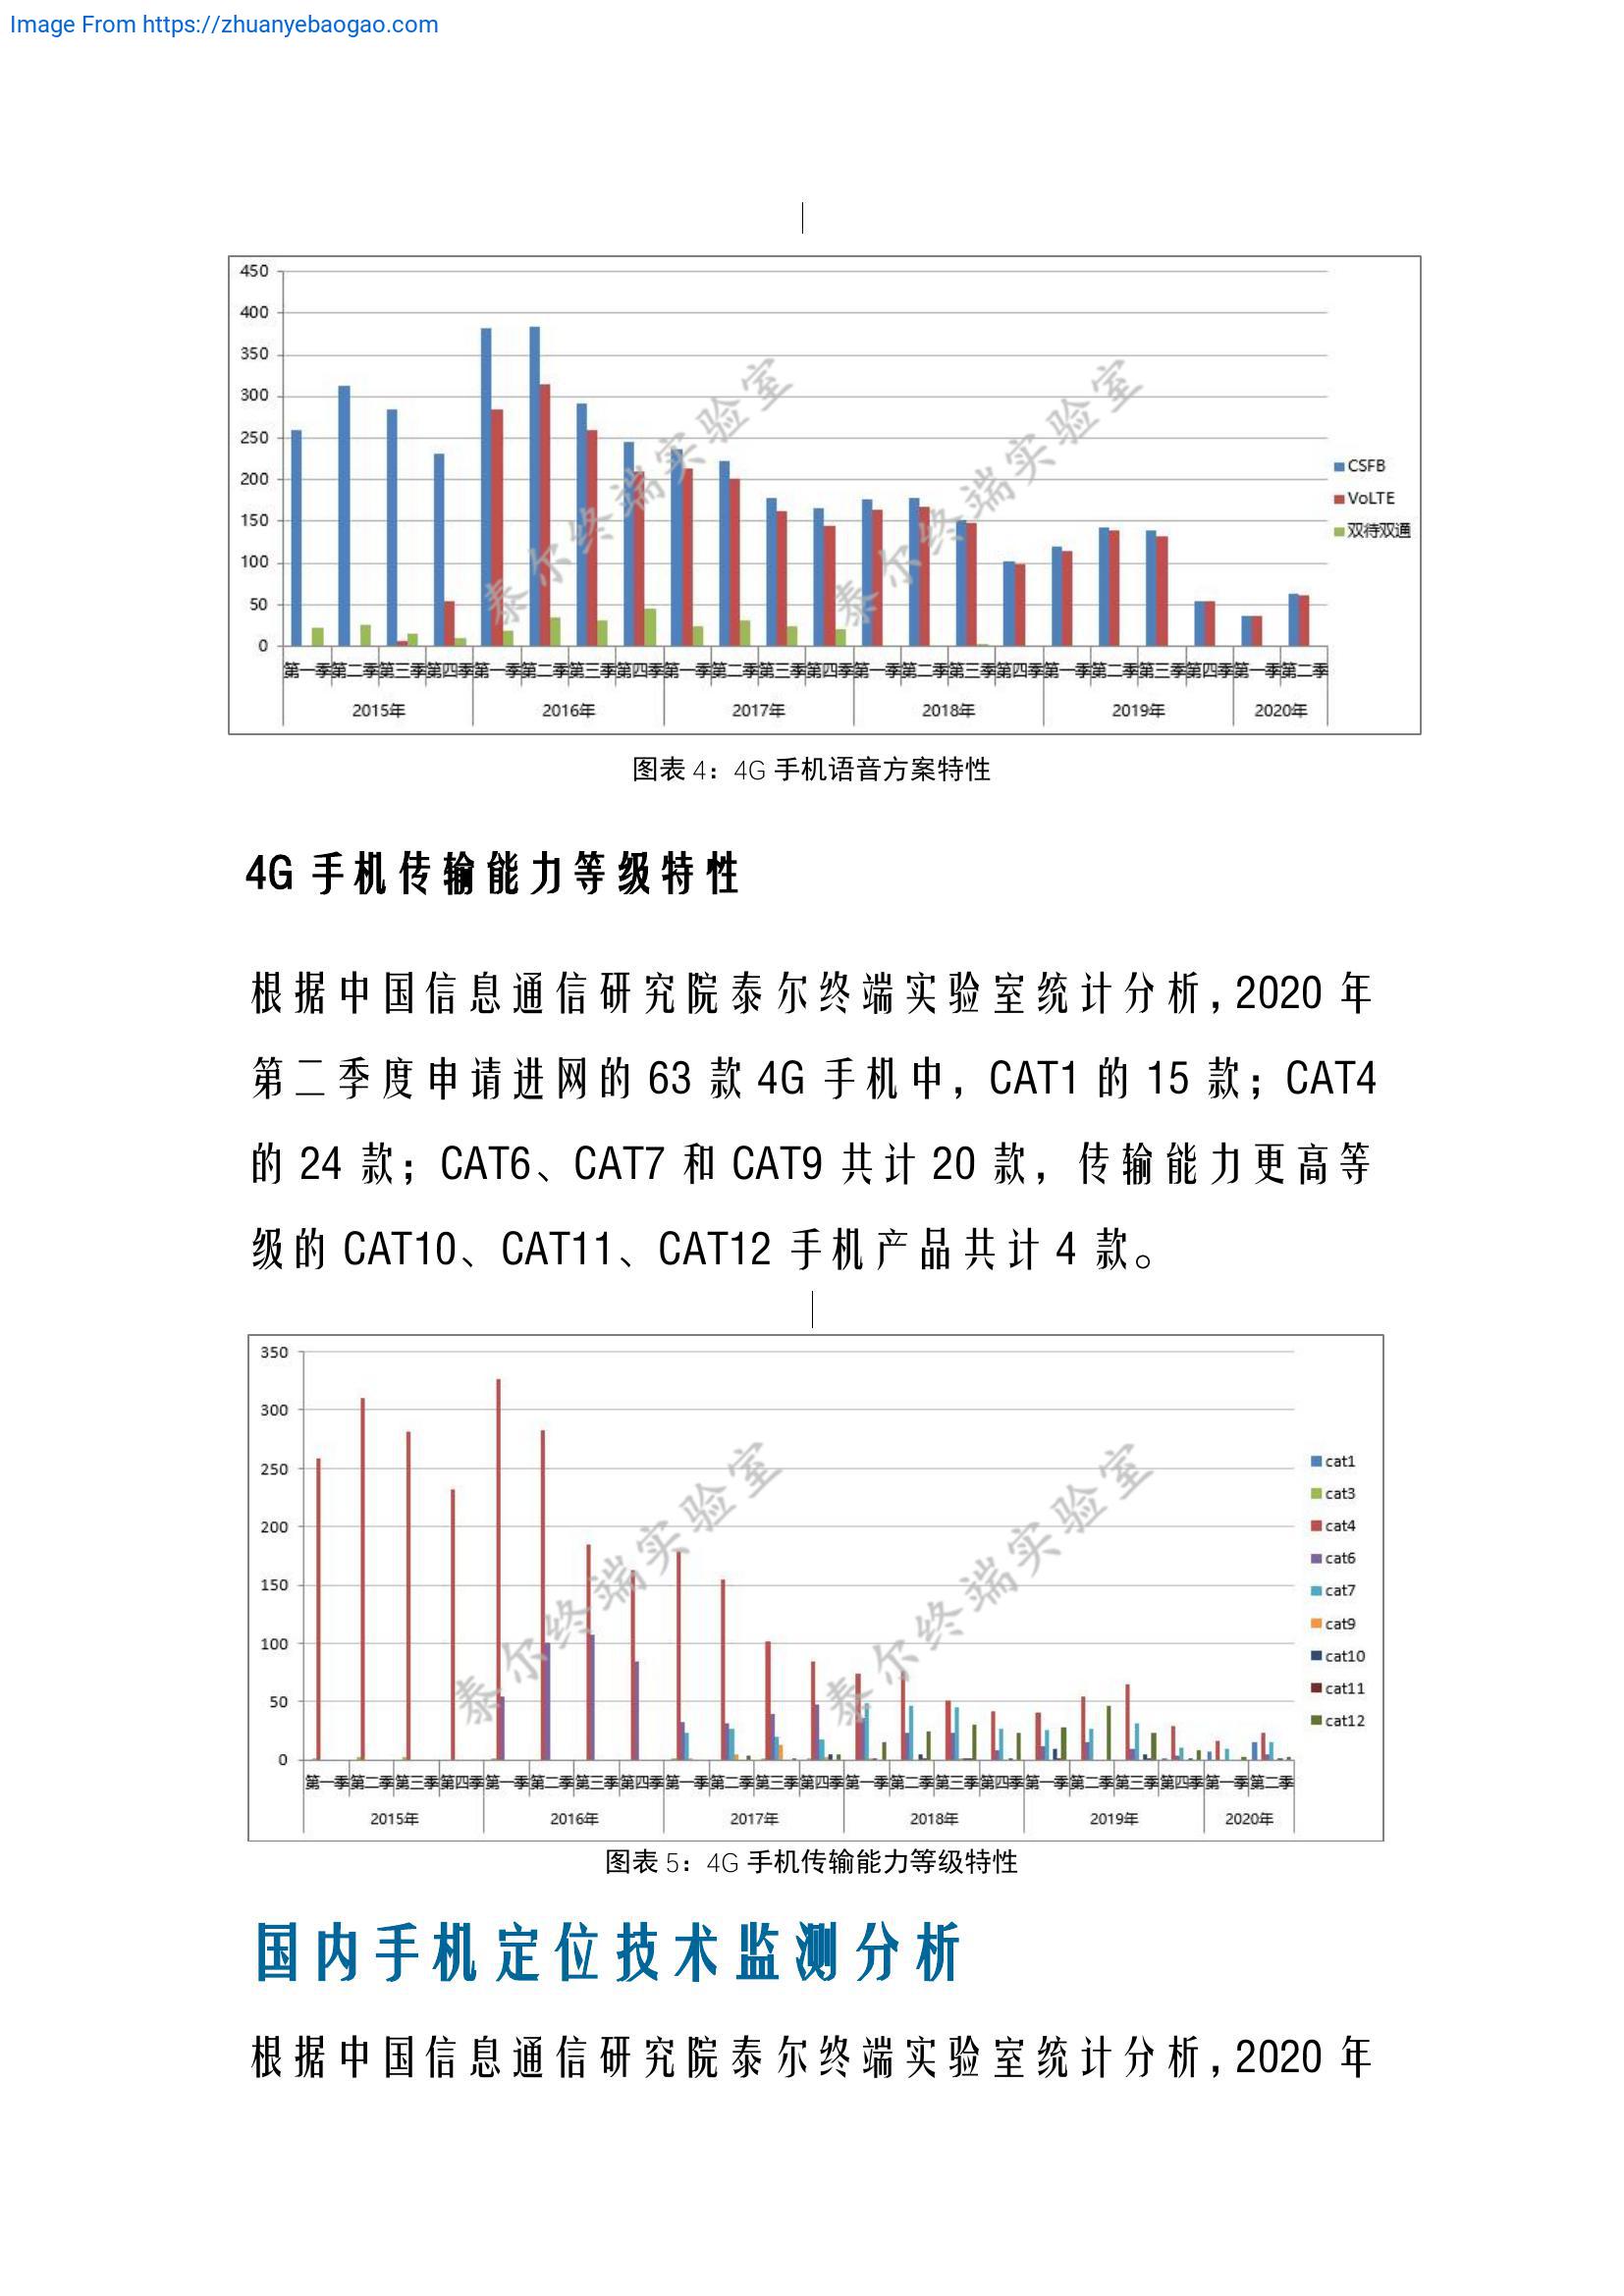 Image From https://zhuanyebaogao.com
450
400
350
300
250
200
150
100
50
0
CSFB
VoLTE
双待双通
泰尔终端实验室
泰尔终端实验室
第一季 第二季 第三季 第四季 第一季 第二季 第三季 第四季 第一季 第二季 第三季 第四季 第一季 第二季 第三季 第四季 第一季 第二季 第三季 第四季 第一季 第二季
2015年 2016年 2017年 2018年 2019年 2020年
图表 4：4G 手机语音方案特性
4G 手机传输能力等级特性
根据中国信息通信研究院泰尔终端实验室统计分析，2020 年
第二季度申请进网的 63 款 4G 手机中，CAT1 的 15 款；CAT4
的 24 款；CAT6、CAT7 和 CAT9 共计 20 款，传输能力更高等
级的 CAT10、CAT11、CAT12 手机产品共计 4 款。
350
300
250
200
150
100
50
0
cat1
cat3
cat4
cat6
cat7
cat9
cat10
cat11
cat12
泰尔终端实验室
泰尔终端实验室
第一季 第二季 第三季 第四季 第一季 第二季 第三季 第四季 第一季 第二季 第三季 第四季 第一季 第二季 第三季 第四季 第一季 第二季 第三季 第四季 第一季 第二季
2015年 2016年 2017年 2018年 2019年 2020年
图表 5：4G 手机传输能力等级特性
国内手机定位技术监测分析
根据中国信息通信研究院泰尔终端实验室统计分析，2020 年